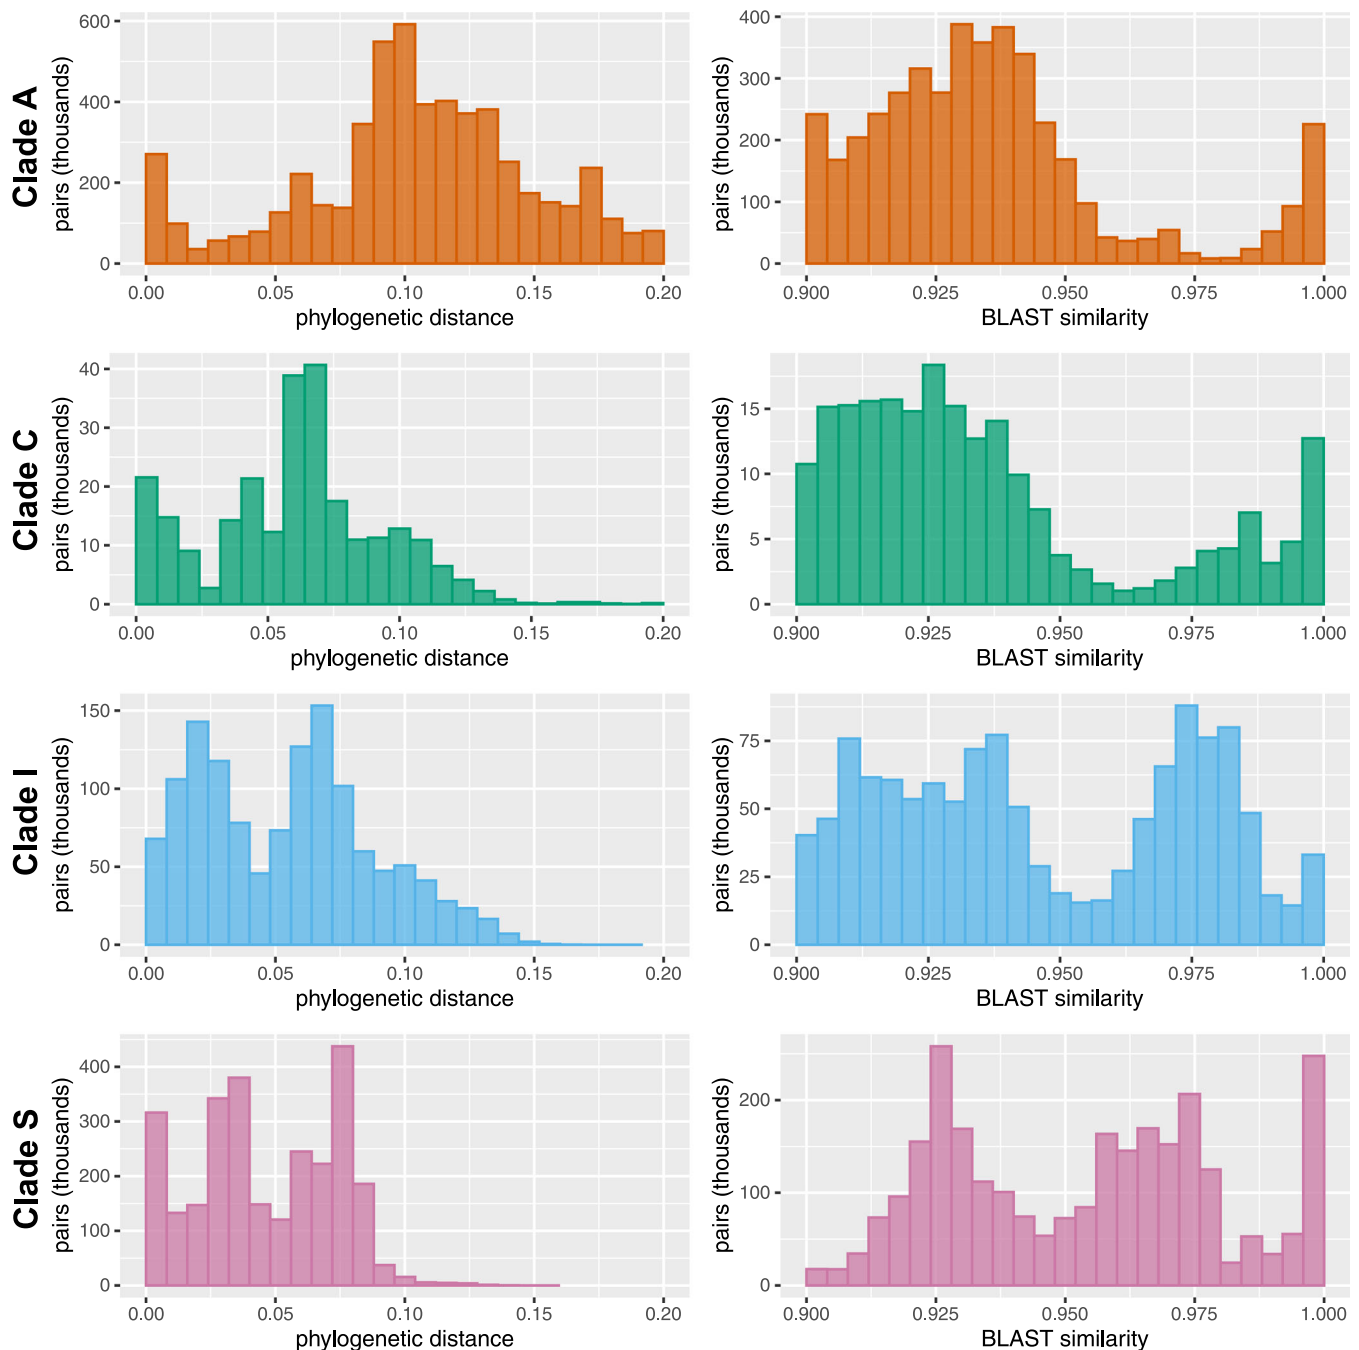 Clade A
pairs (thousands)
600
400
200
0
0.00 0.05 0.10 0.15 0.20
phylogenetic distance
pairs (thousands)
400
300
200
100
0
0.900 0.925 0.950 0.975 1.000
BLAST similarity
Clade C
pairs (thousands)
40
30
20
10
0
0.00 0.05 0.10 0.15 0.20
phylogenetic distance
pairs (thousands)
15
10
5
0
0.900 0.925 0.950 0.975 1.000
BLAST similarity
Clade I
pairs (thousands)
150
100
50
0
0.00 0.05 0.10 0.15 0.20
phylogenetic distance
pairs (thousands)
75
50
25
0
0.900 0.925 0.950 0.975 1.000
BLAST similarity
Clade S
pairs (thousands)
400
300
200
100
0
0.00 0.05 0.10 0.15 0.20
phylogenetic distance
pairs (thousands)
200
100
0
0.900 0.925 0.950 0.975 1.000
BLAST similarity